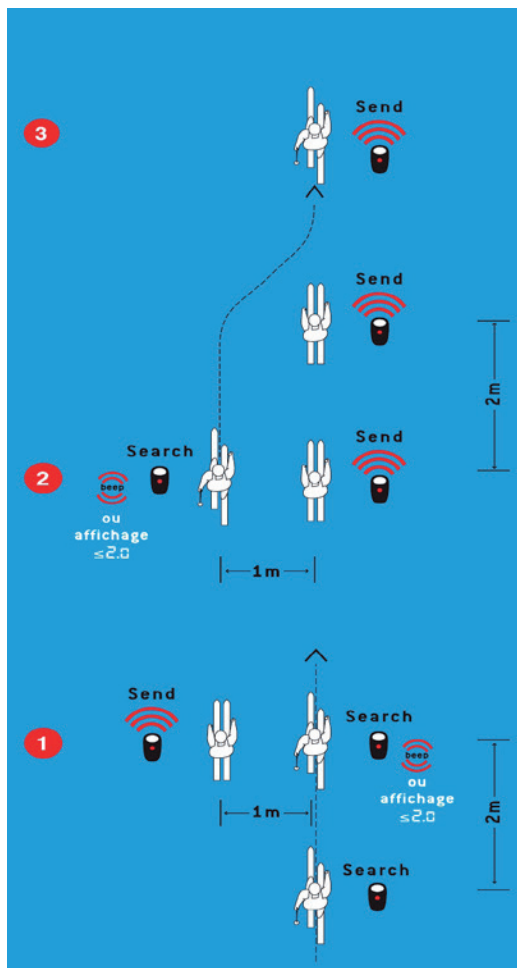 3
Send
Send
2m
Search
Send
2
beep
ou
affichage
≤2.0
1m
Send
Search
1
beep
ou
affichage
≤2.0
1m
2m
Search